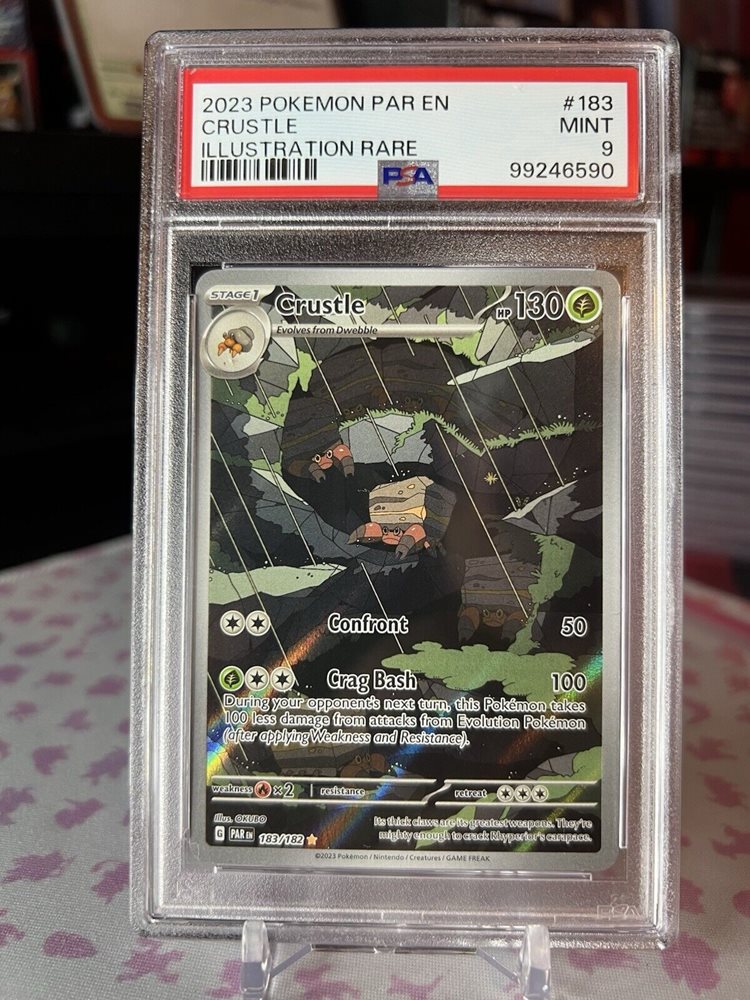 2023 POKEMON PAR EN #183
CRUSTLE MINT
ILLUSTRATION RARE 9
PSA 99246590
STAGE1 Crustle HP 130
Evolves from Dwebble
Confront 50
Crag Bash 100
During your opponent's next turn, this Pokémon takes
100 less damage from attacks from Evolution Pokémon
(after applying Weakness and Resistance).
weakness ×2 resistance retreat
Illus. OKUBO
Its thick claws are its greatest weapons. They're
mighty enough to crack Rhyperior's carapace.
G PAR EN 183/182
©2023 Pokémon / Nintendo / Creatures / GAME FREAK
PSA